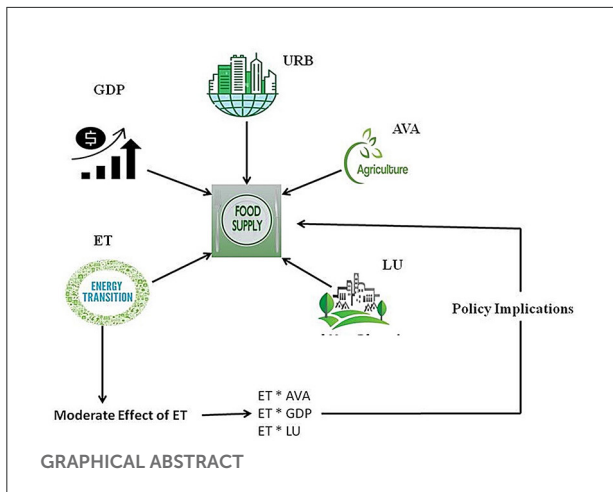 URB
GDP
$
AVA
Agriculture
FOOD
SUPPLY
ET
ENERGY
TRANSITION
LU
Policy Implications
Moderate Effect of ET
ET * AVA
ET * GDP
ET * LU
GRAPHICAL ABSTRACT